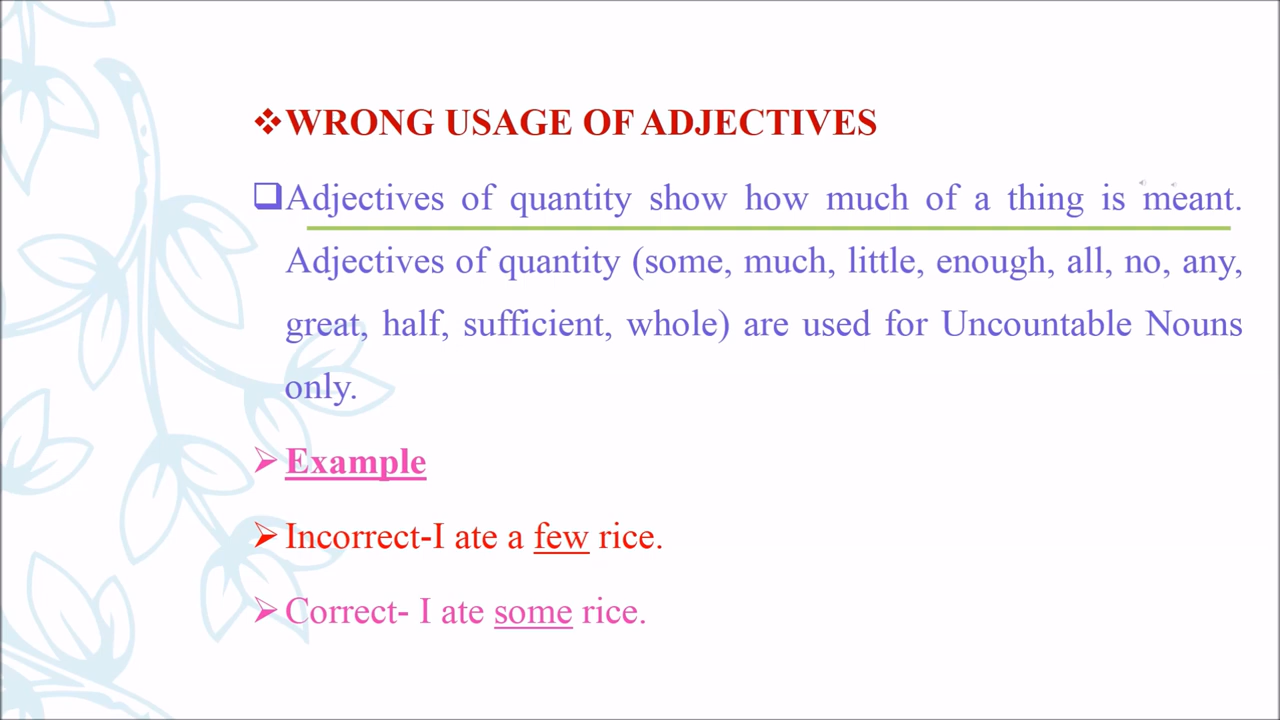 WRONG USAGE OF ADJECTIVES
Adjectives of quantity show how much of a thing is meant.
Adjectives of quantity (some, much, little, enough, all, no, any,
great, half, sufficient, whole) are used for Uncountable Nouns
only.
Example
Incorrect-I ate a few rice.
Correct- I ate some rice.